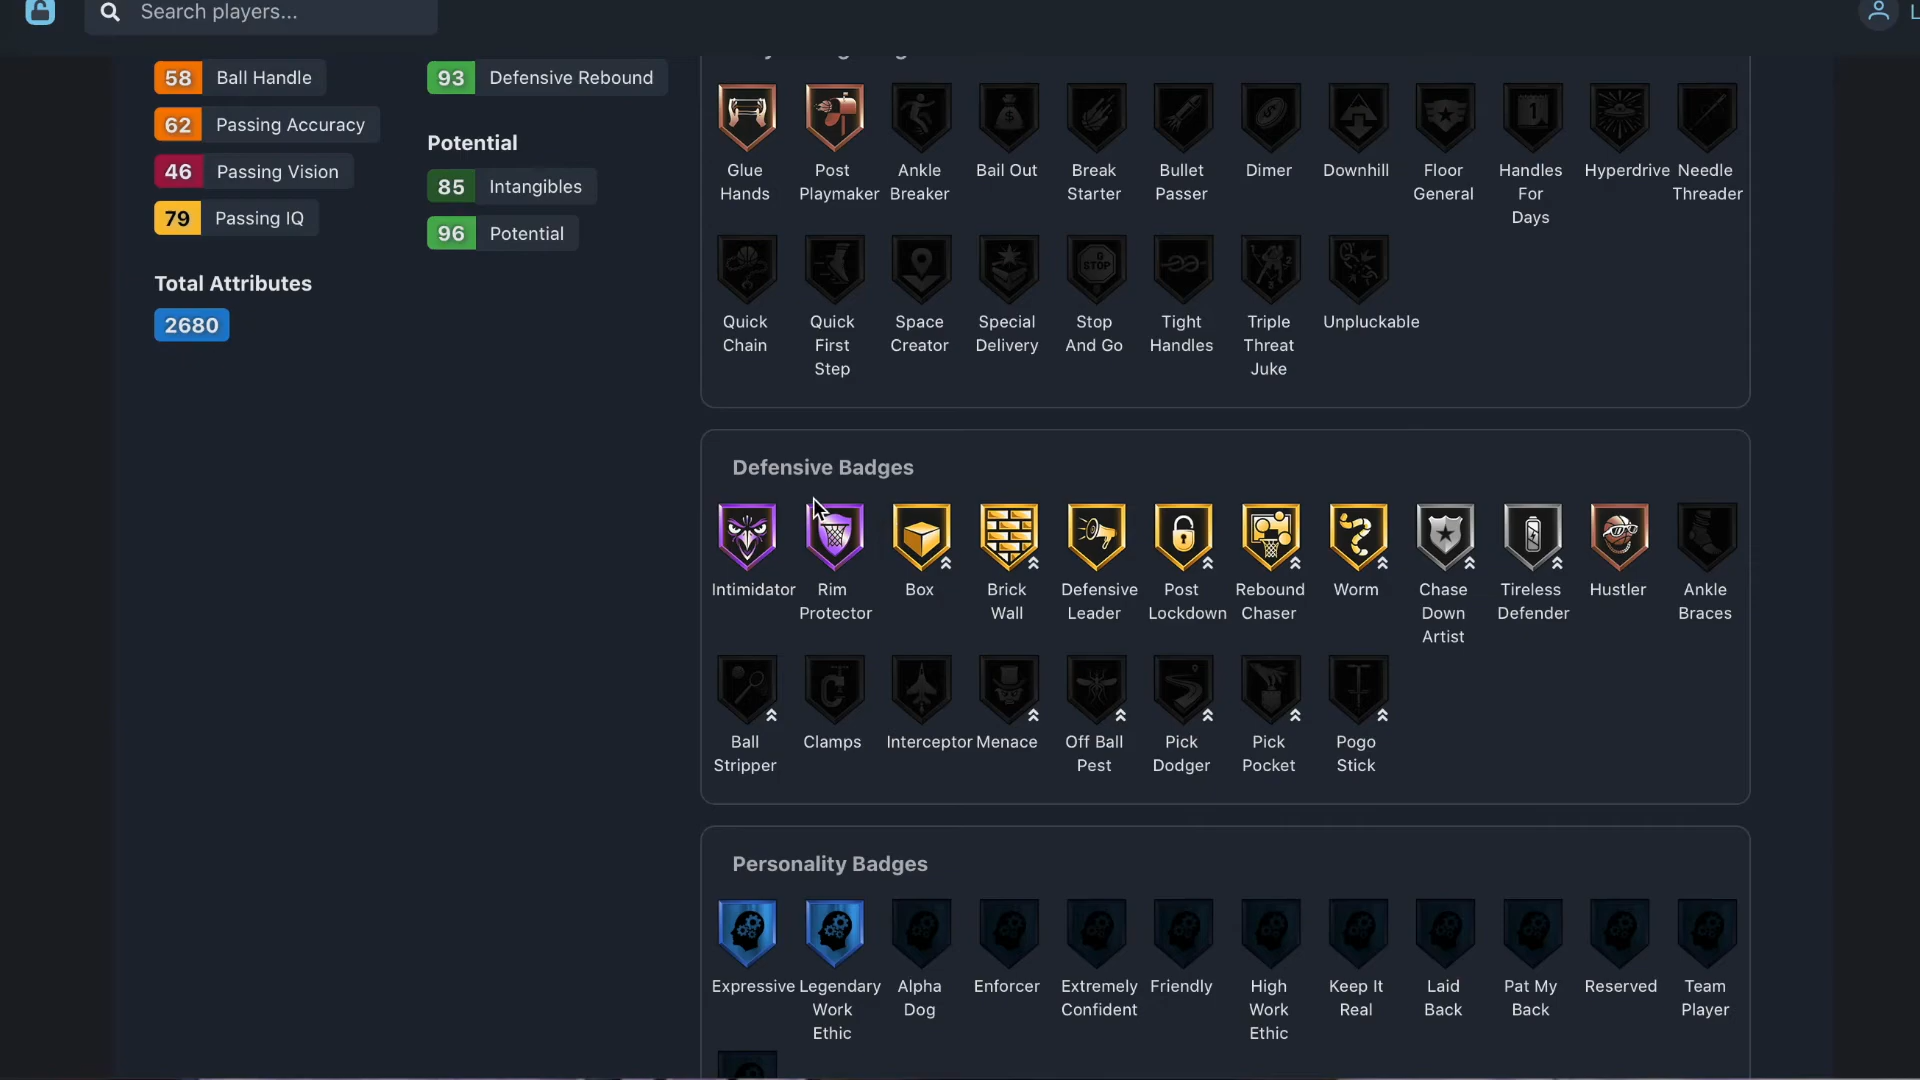 Search players...
L
58 Ball Handle
62 Passing Accuracy
46 Passing Vision
79 Passing IQ
Total Attributes
2680
93 Defensive Rebound
Potential
85 Intangibles
96 Potential
Glue Hands
Post Playmaker
Ankle Breaker
Bail Out
Break Starter
Bullet Passer
Dimer
Downhill
Floor General
Handles For Days
Hyperdrive
Needle Threader
Quick Chain
Quick First Step
Space Creator
Special Delivery
Stop And Go
Tight Handles
Triple Threat Juke
Unpluckable
Defensive Badges
Intimidator
Rim Protector
Box
Brick Wall
Defensive Leader
Post Lockdown
Rebound Chaser
Worm
Chase Down Artist
Tireless Defender
Hustler
Ankle Braces
Ball Stripper
Clamps
Interceptor
Menace
Off Ball Pest
Pick Dodger
Pick Pocket
Pogo Stick
Personality Badges
Expressive
Legendary Work Ethic
Alpha Dog
Enforcer
Extremely Confident
Friendly
High Work Ethic
Keep It Real
Laid Back
Pat My Back
Reserved
Team Player